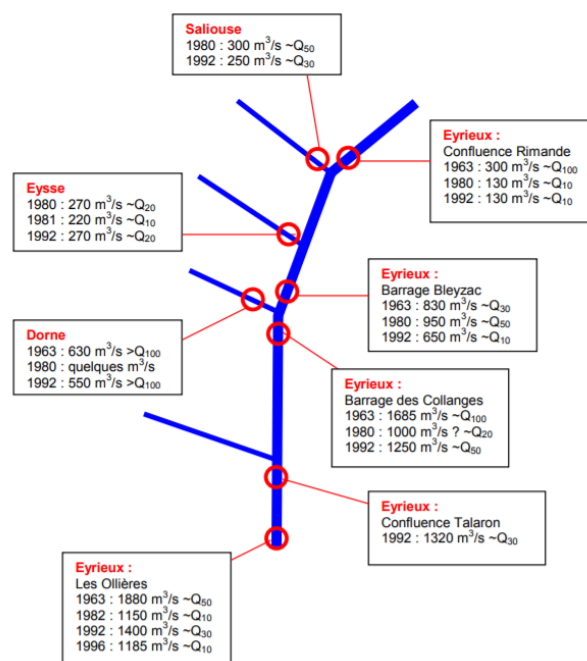 Saliouse
1980 : 300 m³/s ~Q₅₀
1992 : 250 m³/s ~Q₃₀
Eyrieux :
Confluence Rimande
1963 : 300 m³/s ~Q₁₀₀
1980 : 130 m³/s ~Q₁₀
1992 : 130 m³/s ~Q₁₀
Eysse
1980 : 270 m³/s ~Q₂₀
1981 : 220 m³/s ~Q₁₀
1992 : 270 m³/s ~Q₂₀
Eyrieux :
Barrage Bleyzac
1963 : 830 m³/s ~Q₃₀
1980 : 950 m³/s ~Q₅₀
1992 : 650 m³/s ~Q₁₀
Dorne
1963 : 630 m³/s >Q₁₀₀
1980 : quelques m³/s
1992 : 550 m³/s >Q₁₀₀
Eyrieux :
Barrage des Collanges
1963 : 1685 m³/s ~Q₁₀₀
1980 : 1000 m³/s ? ~Q₂₀
1992 : 1250 m³/s ~Q₅₀
Eyrieux :
Confluence Talaron
1992 : 1320 m³/s ~Q₃₀
Eyrieux :
Les Ollières
1963 : 1880 m³/s ~Q₅₀
1982 : 1150 m³/s ~Q₁₀
1992 : 1400 m³/s ~Q₃₀
1996 : 1185 m³/s ~Q₁₀